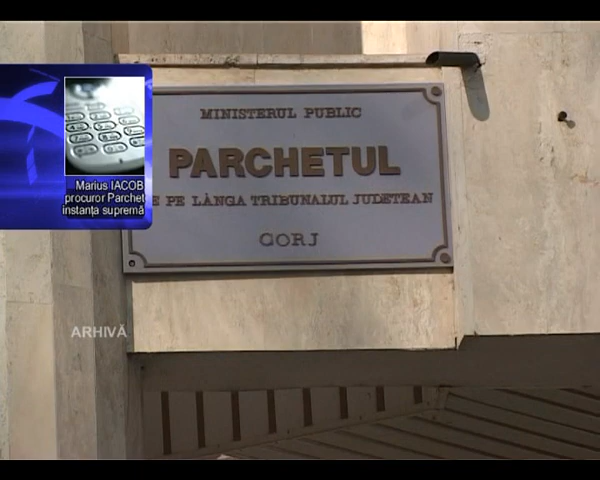 Marius IACOB
procuror Parchet
instanța supremă
MINISTERUL PUBLIC
PARCHETUL
E PE LÂNGA TRIBUNALUL JUDETEAN
GORJ
ARHIVĂ